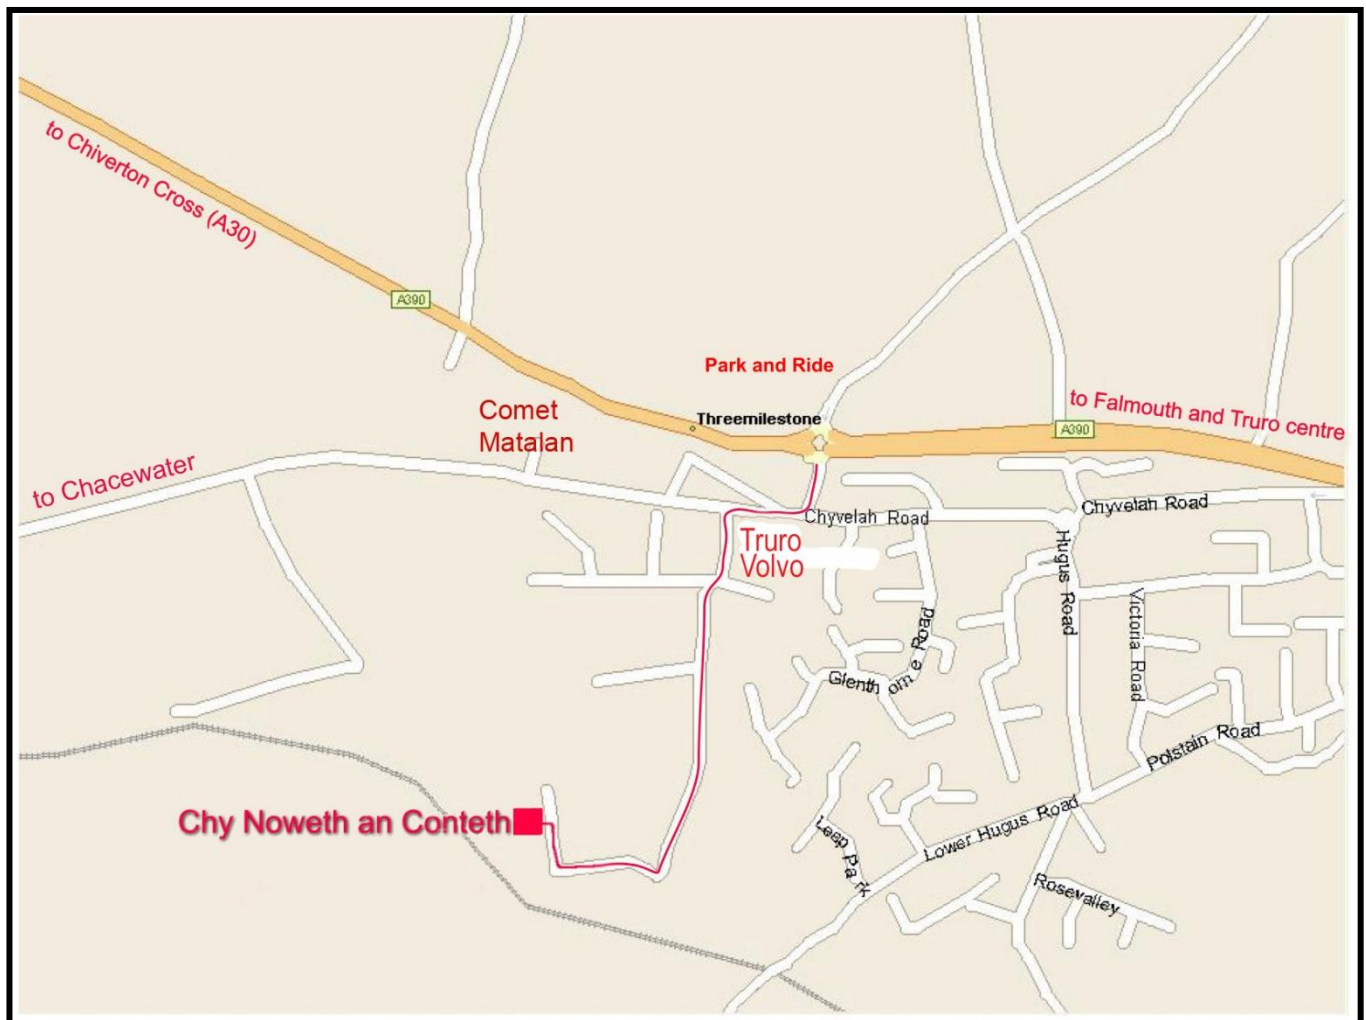 to Chiverton Cross (A30)
A390
Park and Ride
to Falmouth and Truro centre
Comet
Matalan
Threemilestone
A390
to Chacewater
Chyvelah Road
Chyvelah Road
Truro
Volvo
Hugus Road
Victoria Road
Glenthorne Road
Polstain Road
Chy Noweth an Conteth
Leap Park
Lower Hugus Road
Rosevalley